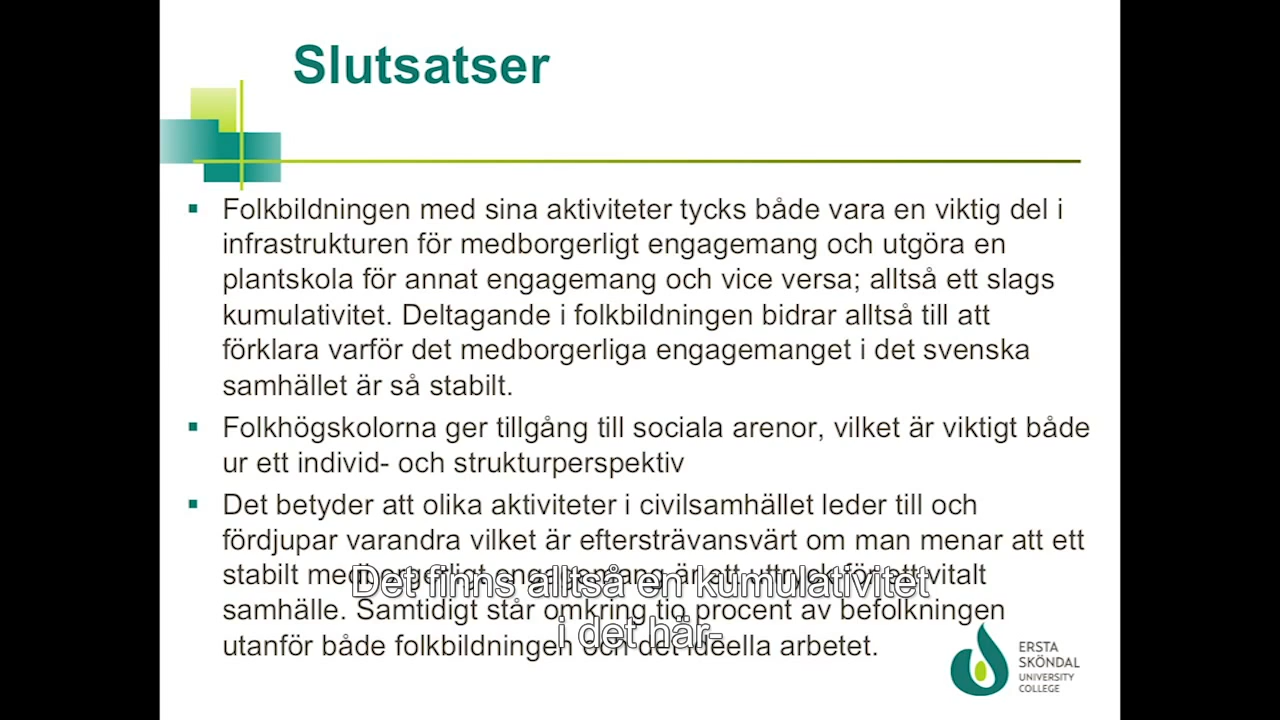 Slutsatser
Folkbildningen med sina aktiviteter tycks både vara en viktig del i
infrastrukturen för medborgerligt engagemang och utgöra en
plantskola för annat engagemang och vice versa; alltså ett slags
kumulativitet. Deltagande i folkbildningen bidrar alltså till att
förklara varför det medborgerliga engagemanget i det svenska
samhället är så stabilt.
Folkhögskolorna ger tillgång till sociala arenor, vilket är viktigt både
ur ett individ- och strukturperspektiv
Det betyder att olika aktiviteter i civilsamhället leder till och
fördjupar varandra vilket är eftersträvansvärt om man menar att ett
stabilt medborgerligt engagemang är ett uttryck för ett vitalt
samhälle. Samtidigt står omkring tio procent av befolkningen
utanför både folkbildningen och det ideella arbetet.
Det finns alltså en kumulativitet
i det här-
ERSTA
SKÖNDAL
UNIVERSITY
COLLEGE